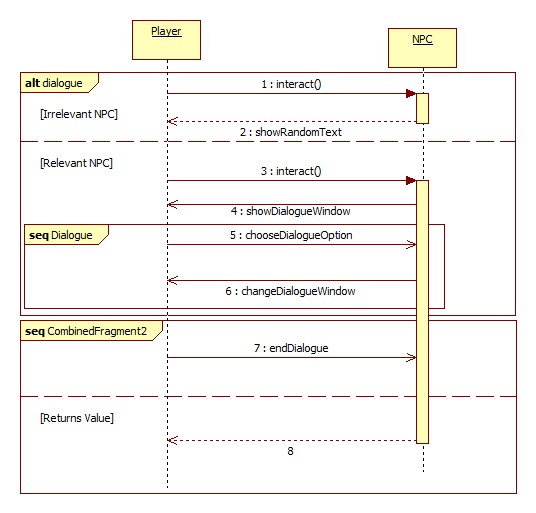 Player
NPC
alt dialogue
1 : interact()
[Irrelevant NPC]
2 : showRandomText
[Relevant NPC]
3 : interact()
4 : showDialogueWindow
seq Dialogue
5 : chooseDialogueOption
6 : changeDialogueWindow
seq CombinedFragment2
7 : endDialogue
[Returns Value]
8